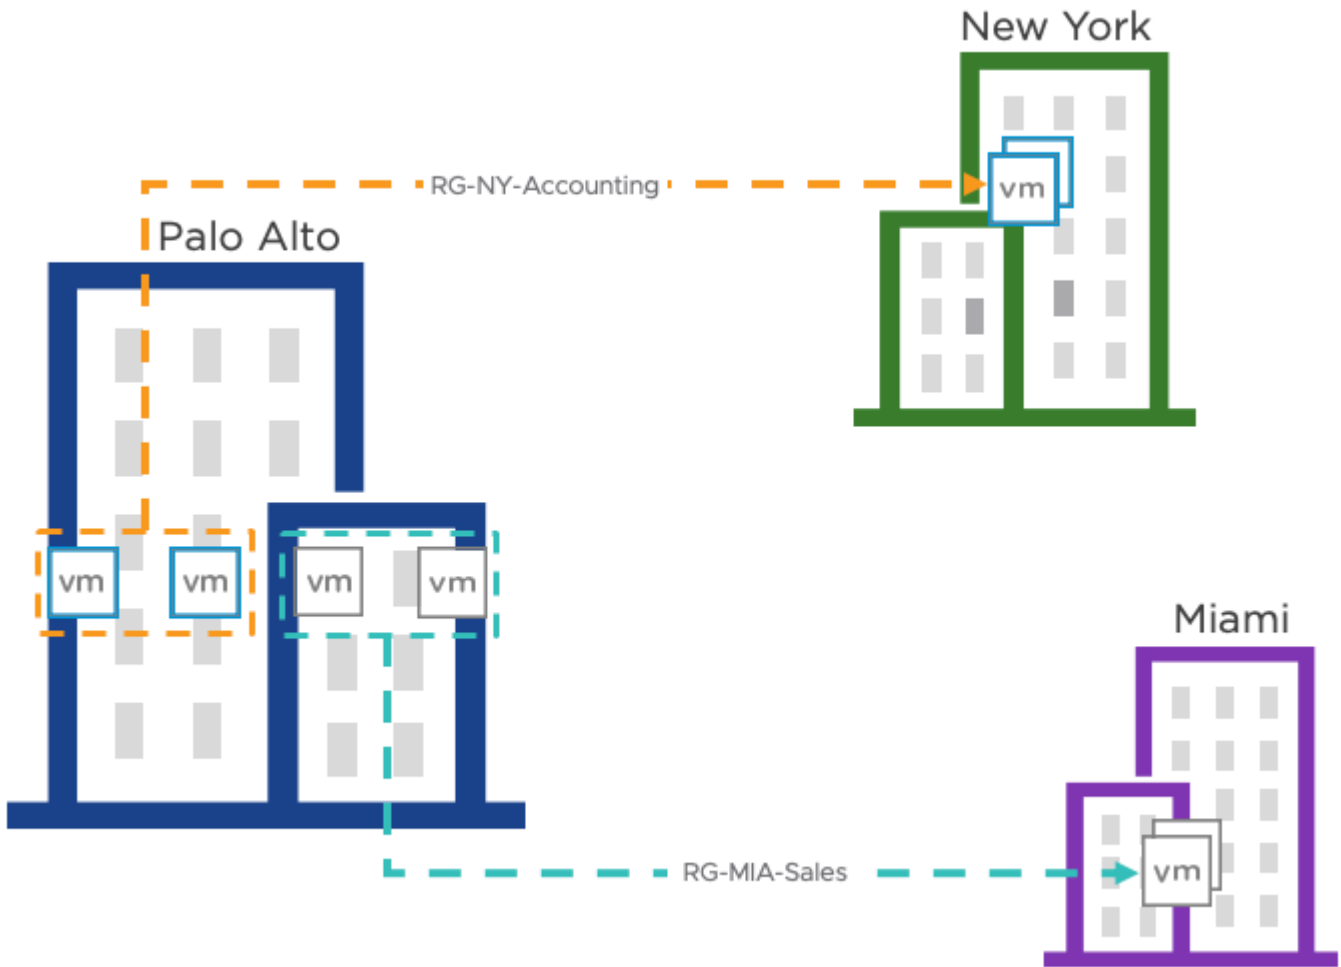 New York
RG-NY-Accounting
vm
Palo Alto
vm
vm
vm
vm
Miami
RG-MIA-Sales
vm